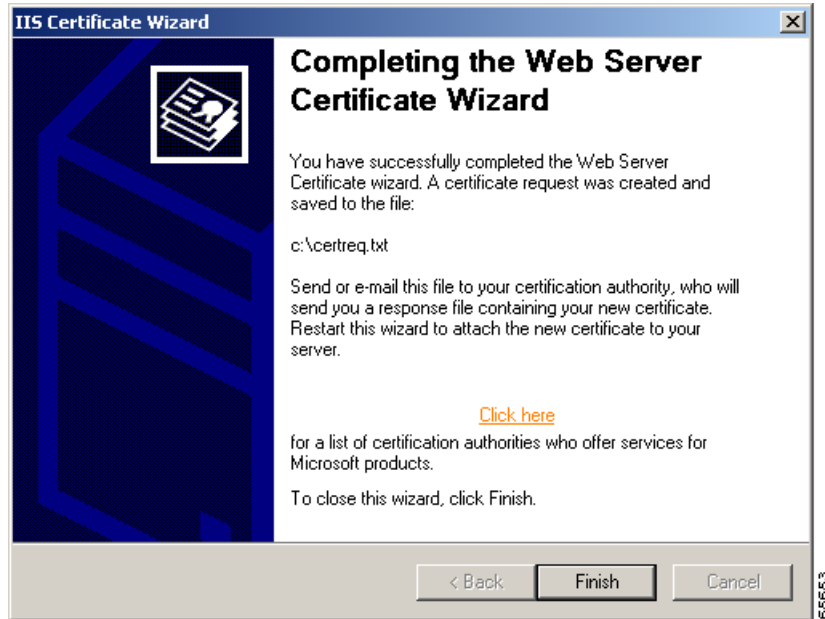 IIS Certificate Wizard
Completing the Web Server
Certificate Wizard
You have successfully completed the Web Server
Certificate wizard. A certificate request was created and
saved to the file:
c:\certreq.txt
Send or e-mail this file to your certification authority, who will
send you a response file containing your new certificate.
Restart this wizard to attach the new certificate to your
server.
Click here
for a list of certification authorities who offer services for
Microsoft products.
To close this wizard, click Finish.
< Back
Finish
Cancel
65653